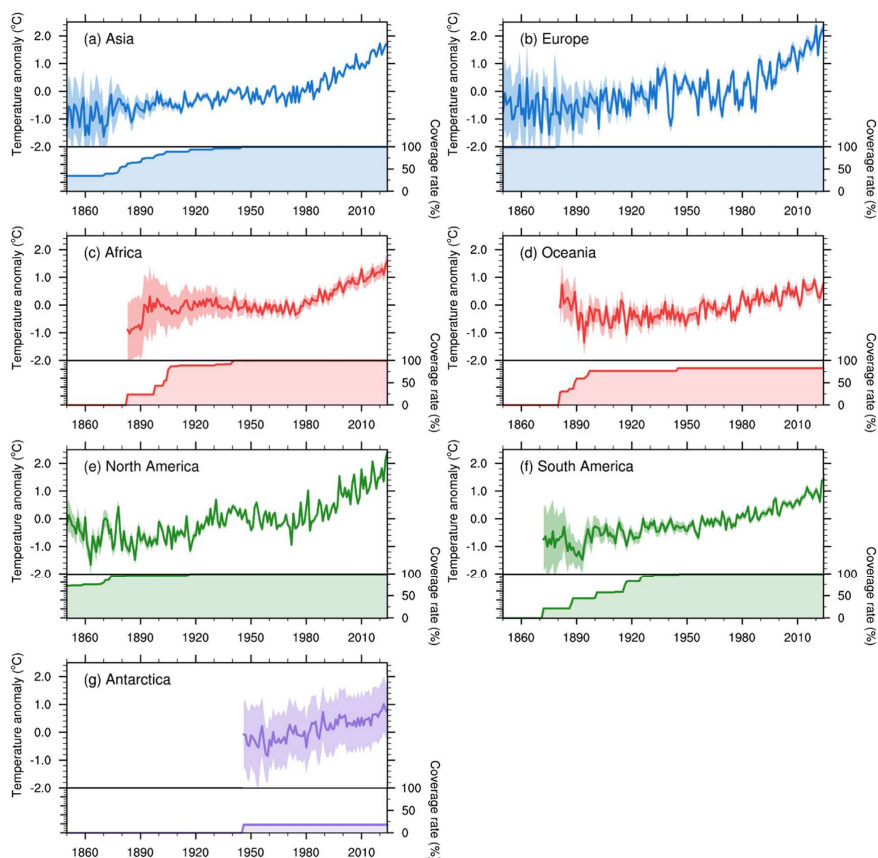 (a) Asia
Temperature anomaly (°C)
2.0
1.0
0.0
-1.0
-2.0
Coverage rate (%)
100
50
0
1860 1890 1920 1950 1980 2010
(b) Europe
Temperature anomaly (°C)
2.0
1.0
0.0
-1.0
-2.0
Coverage rate (%)
100
50
0
1860 1890 1920 1950 1980 2010
(c) Africa
Temperature anomaly (°C)
2.0
1.0
0.0
-1.0
-2.0
Coverage rate (%)
100
50
0
1860 1890 1920 1950 1980 2010
(d) Oceania
Temperature anomaly (°C)
2.0
1.0
0.0
-1.0
-2.0
Coverage rate (%)
100
50
0
1860 1890 1920 1950 1980 2010
(e) North America
Temperature anomaly (°C)
2.0
1.0
0.0
-1.0
-2.0
Coverage rate (%)
100
50
0
1860 1890 1920 1950 1980 2010
(f) South America
Temperature anomaly (°C)
2.0
1.0
0.0
-1.0
-2.0
Coverage rate (%)
100
50
0
1860 1890 1920 1950 1980 2010
(g) Antarctica
Temperature anomaly (°C)
2.0
1.0
0.0
-1.0
-2.0
Coverage rate (%)
100
50
0
1860 1890 1920 1950 1980 2010